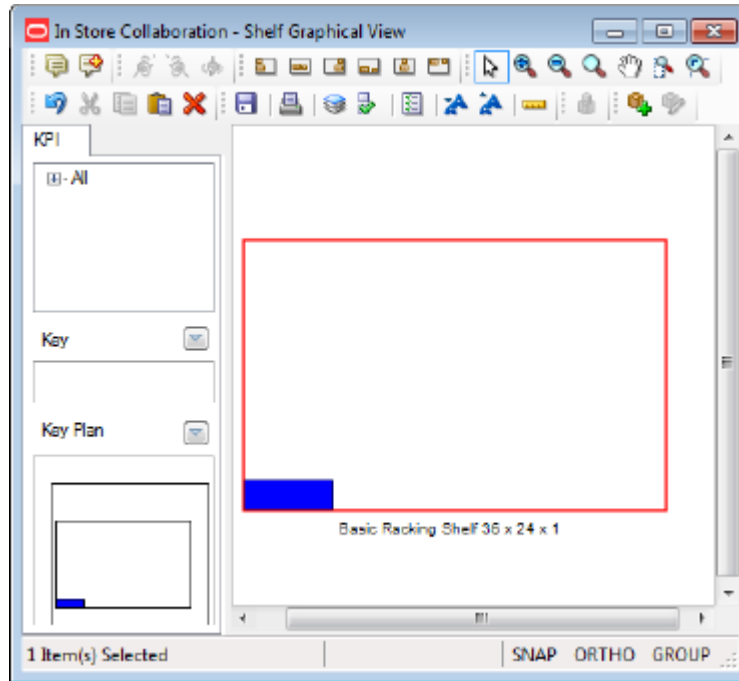 In Store Collaboration - Shelf Graphical View
KPI
All
Key
Key Plan
Basic Racking Shelf 36 x 24 x 1
1 Item(s) Selected
SNAP ORTHO GROUP